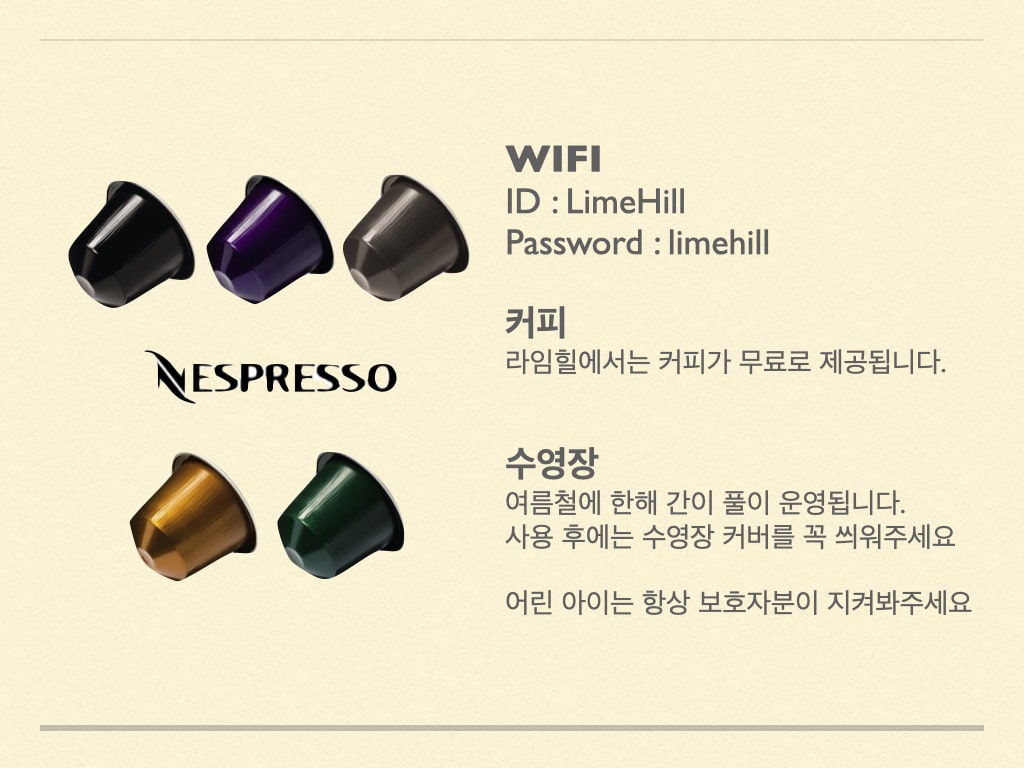 NESPRESSO
WIFI
ID : LimeHill
Password : limehill
커피
라임힐에서는 커피가 무료로 제공됩니다.
수영장
여름철에 한해 간이 풀이 운영됩니다.
사용 후에는 수영장 커버를 꼭 씌워주세요
어린 아이는 항상 보호자분이 지켜봐주세요